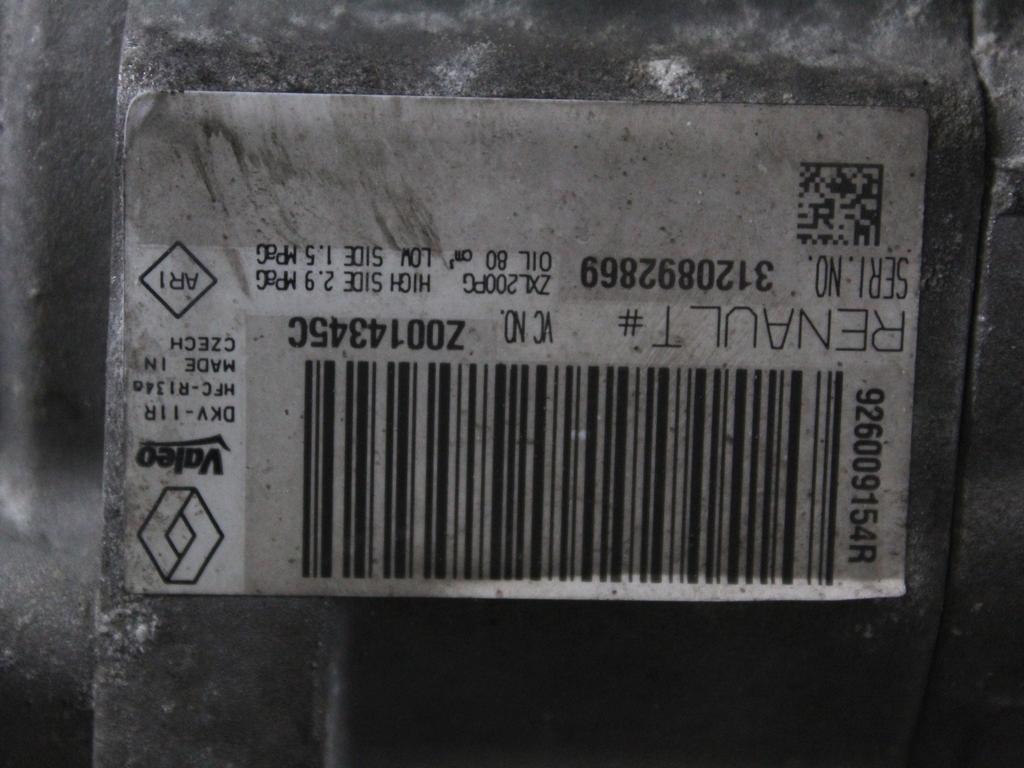 Valeo
DKV-11R
HFC-R134a
MADE IN
CZECH
AR1
926009154R
RENAULT #
VC NO.
Z0014345C
SERI.NO.
3120892869
ZXL200PG
HIGH SIDE 2.9 MPaG
OIL 80 cm³
LOW SIDE 1.5 MPaG